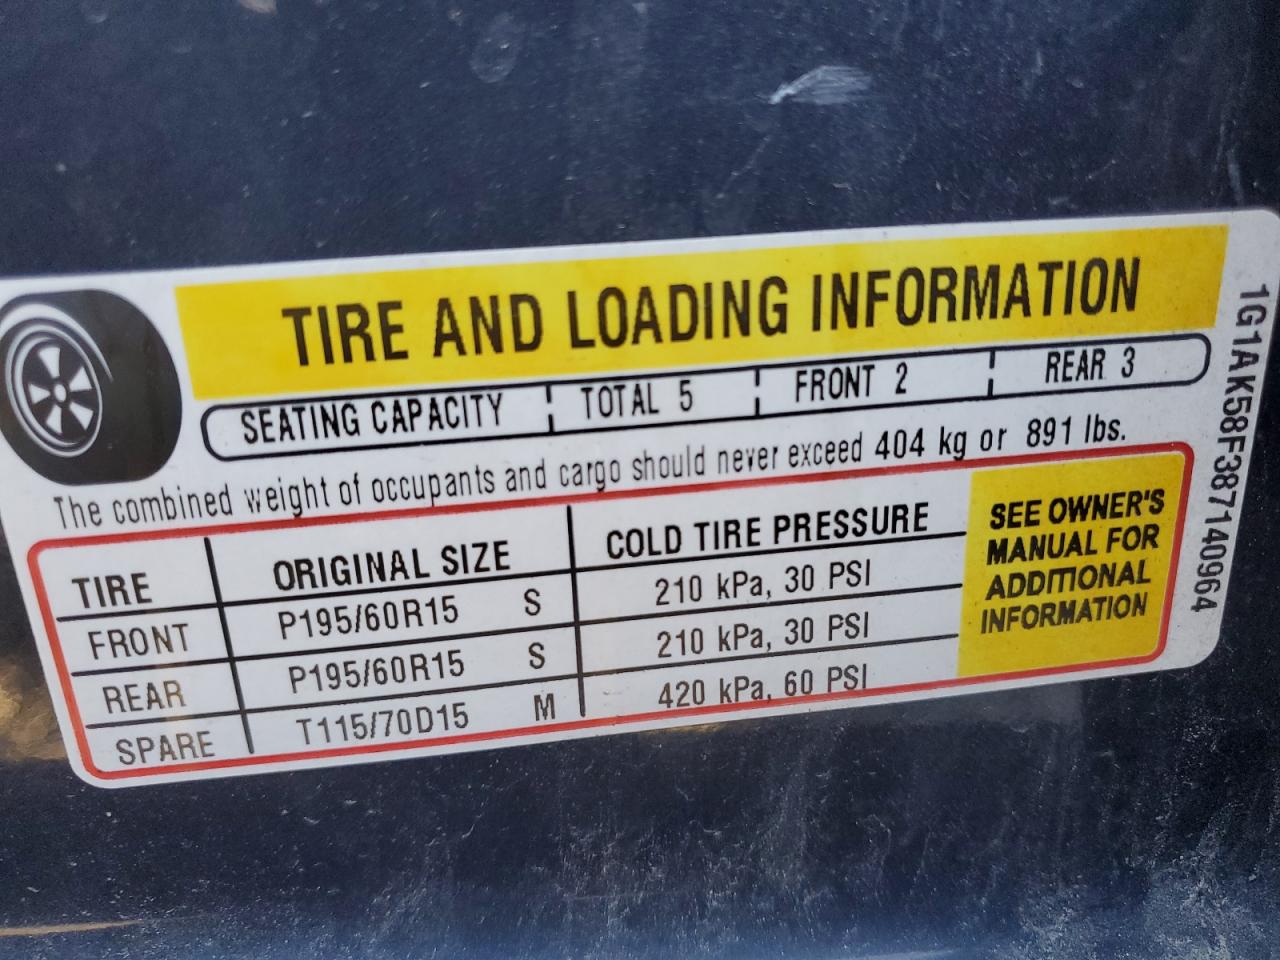 TIRE AND LOADING INFORMATION
SEATING CAPACITY TOTAL 5 FRONT 2 REAR 3
The combined weight of occupants and cargo should never exceed 404 kg or 891 lbs.
TIRE ORIGINAL SIZE COLD TIRE PRESSURE
FRONT P195/60R15 S 210 kPa, 30 PSI
REAR P195/60R15 S 210 kPa, 30 PSI
SPARE T115/70D15 M 420 kPa, 60 PSI
SEE OWNER'S
MANUAL FOR
ADDITIONAL
INFORMATION
1G1AK58F387140964